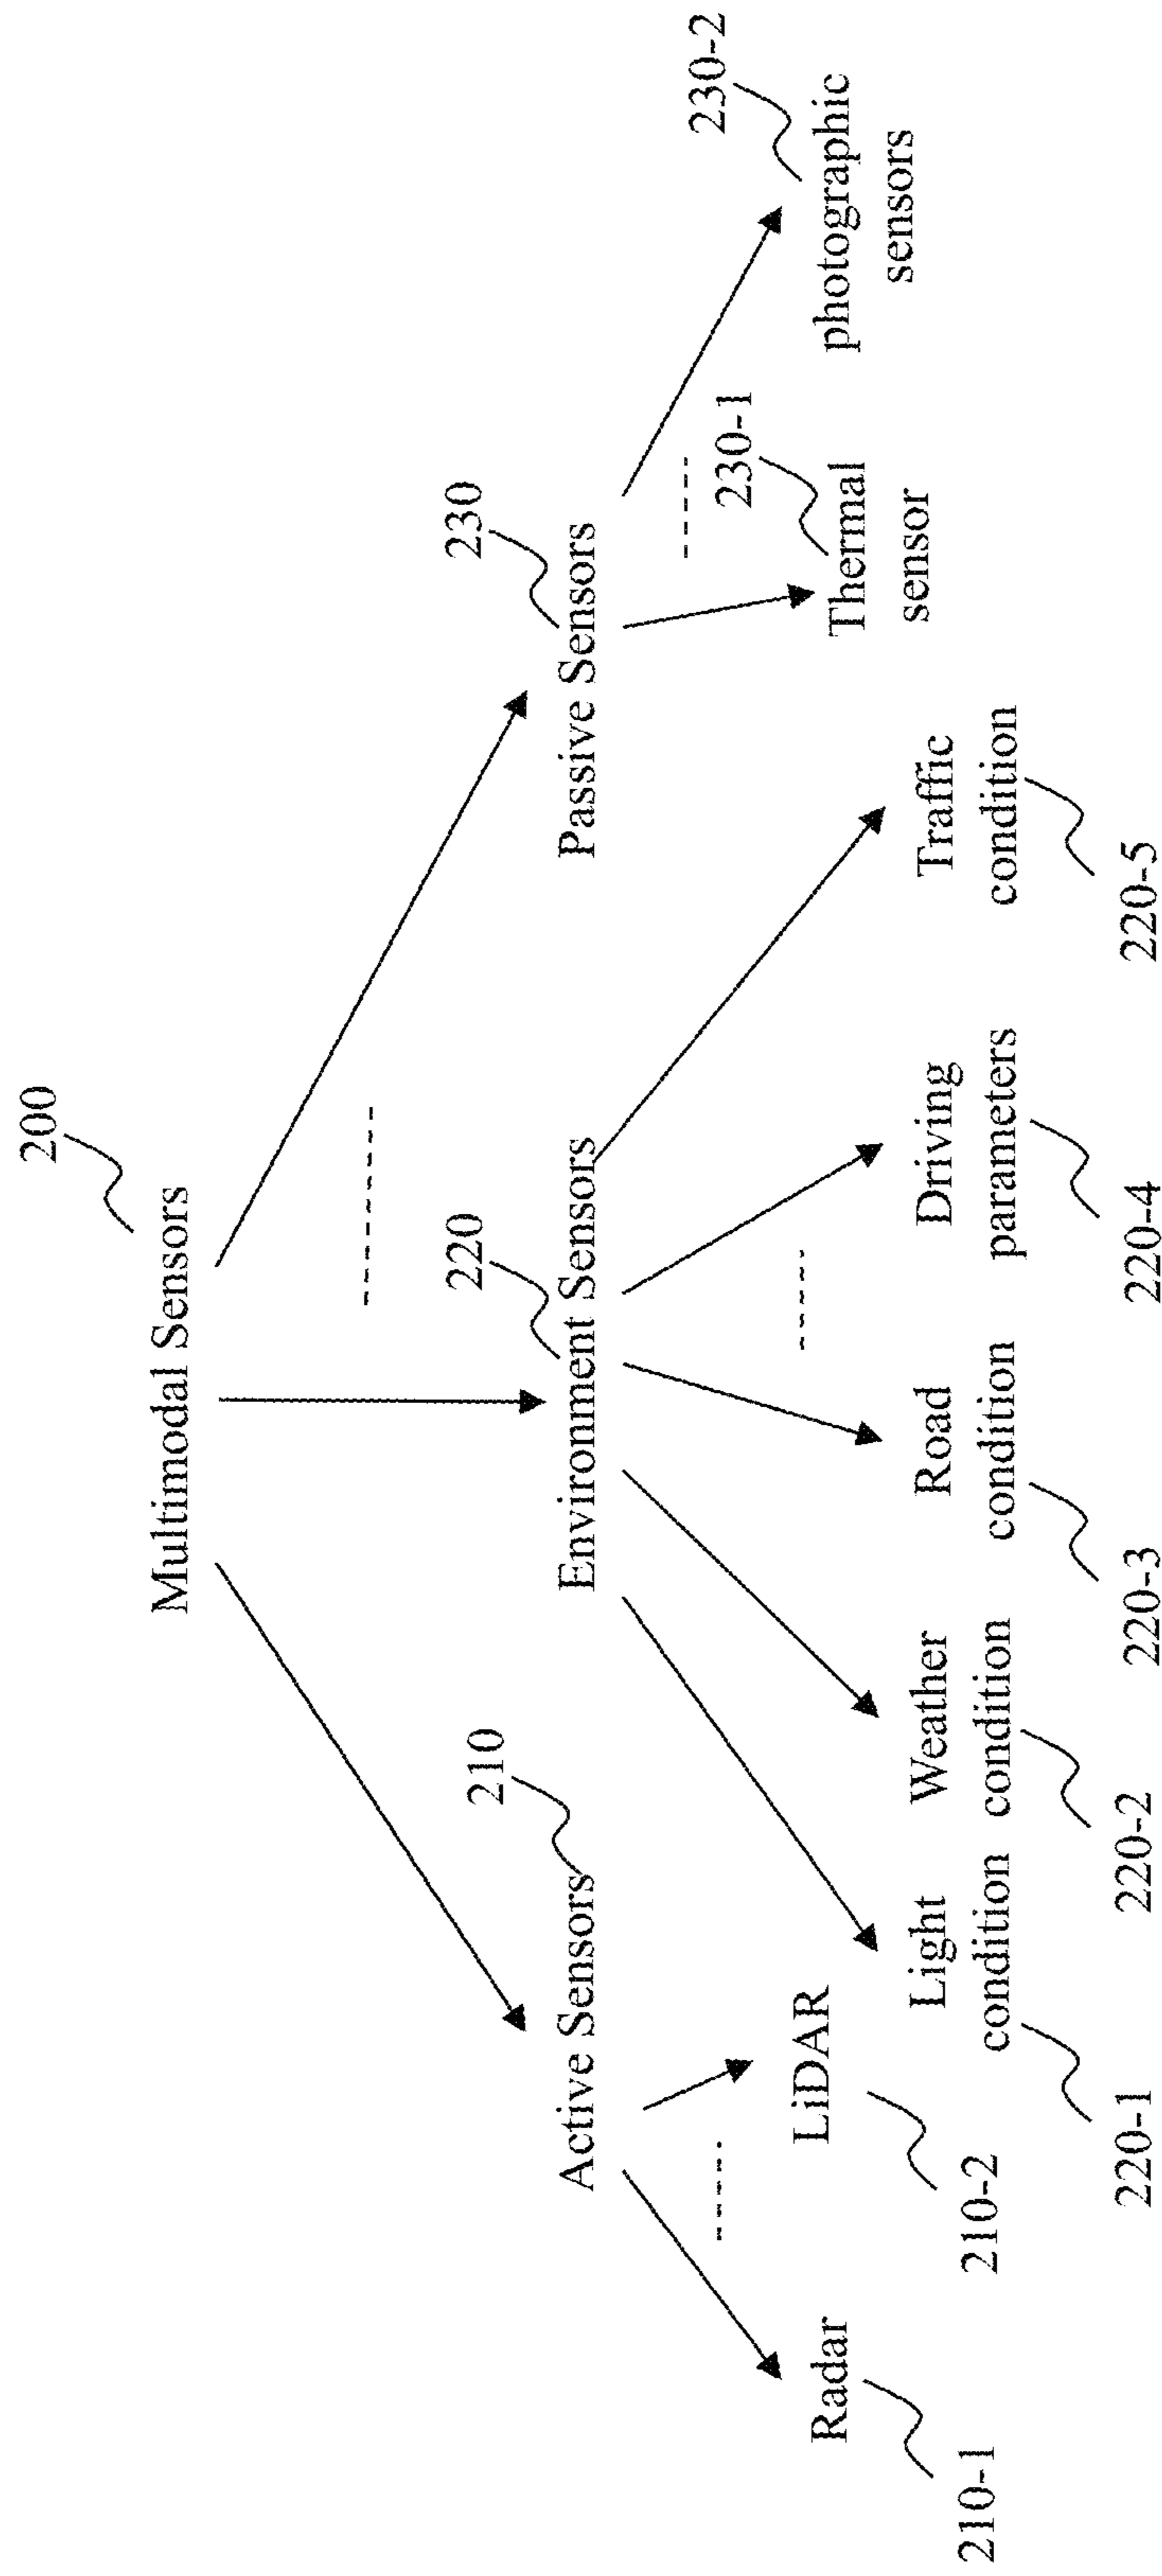 200
Multimodal Sensors
210
220
230
Active Sensors
Environment Sensors
Passive Sensors
230-1
230-2
Radar
LiDAR
Thermal
sensor
photographic
sensors
210-1
210-2
Light
condition
Weather
condition
Road
condition
Driving
parameters
Traffic
condition
220-1
220-2
220-3
220-4
220-5